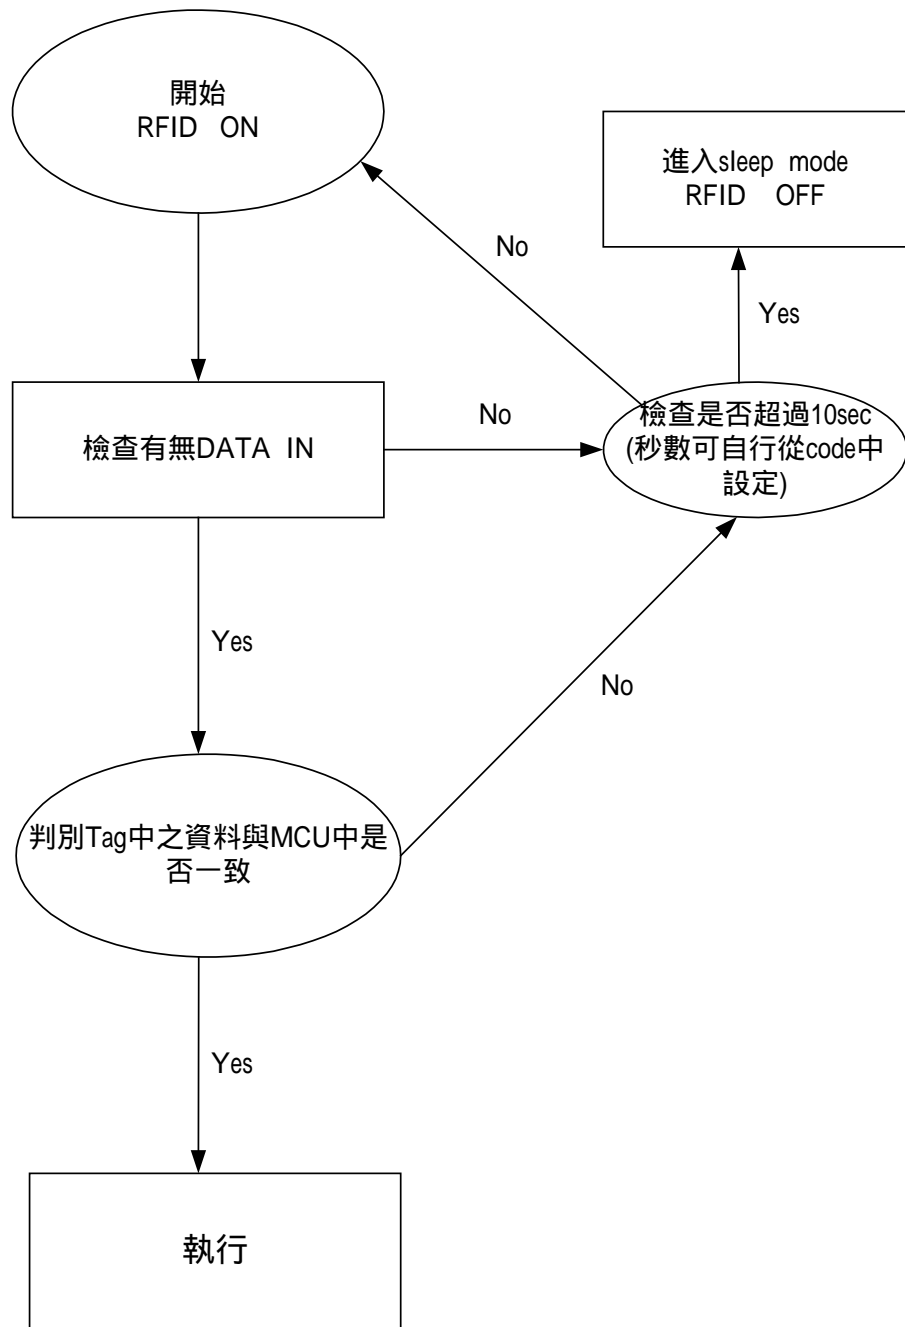 開始
RFID ON
進入sleep mode
RFID OFF
No
Yes
檢查有無DATA IN
No
檢查是否超過10sec
(秒數可自行從code中
設定)
Yes
No
判別Tag中之資料與MCU中是
否一致
Yes
執行